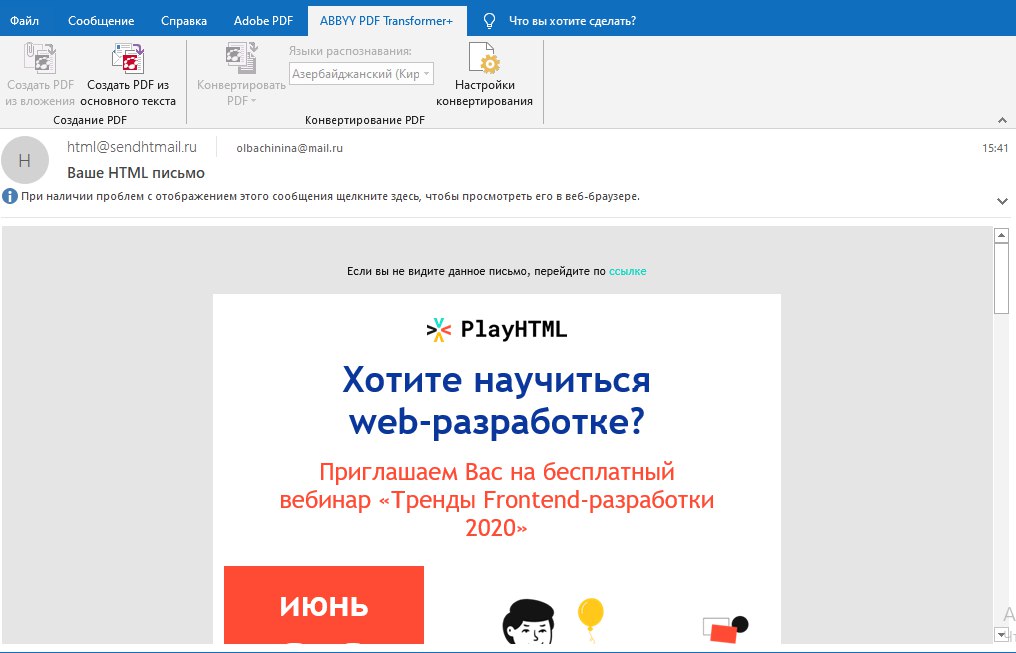 Файл Сообщение Справка Adobe PDF ABBYY PDF Transformer+ Что вы хотите сделать?
Создать PDF из вложения
Создать PDF из основного текста
Создание PDF
Конвертировать PDF
Языки распознавания:
Азербайджанский (Кир
Настройки конвертирования
Конвертирование PDF
H
html@sendhtmail.ru olbachinina@mail.ru 15:41
Ваше HTML письмо
При наличии проблем с отображением этого сообщения щелкните здесь, чтобы просмотреть его в веб-браузере.
Если вы не видите данное письмо, перейдите по ссылке
PlayHTML
Хотите научиться
web-разработке?
Приглашаем Вас на бесплатный
вебинар «Тренды Frontend-разработки
2020»
июнь